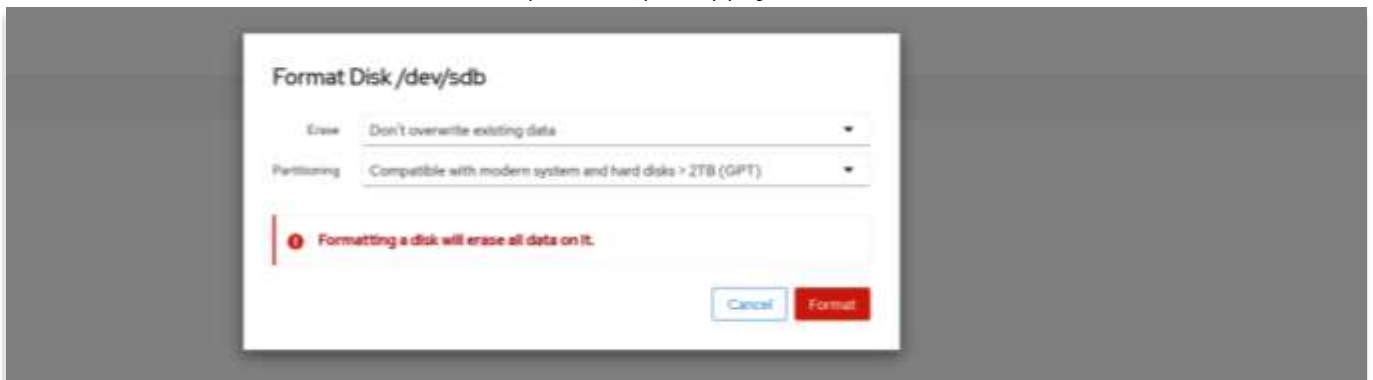 Format Disk /dev/sdb
Erase Don't overwrite existing data
Partitioning Compatible with modern system and hard disks > 2TB (GPT)
Formatting a disk will erase all data on it.
Cancel Format